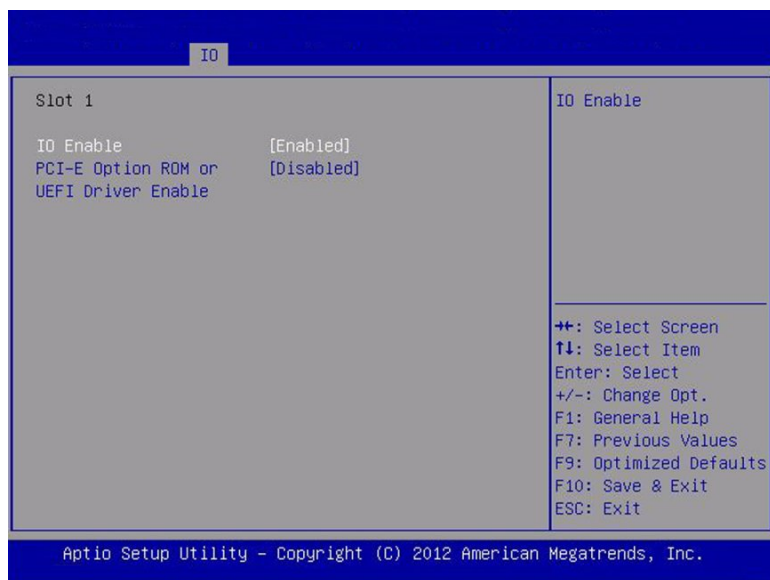 IO
Slot 1
IO Enable [Enabled]
PCI-E Option ROM or [Disabled]
UEFI Driver Enable
IO Enable
→←: Select Screen
↑↓: Select Item
Enter: Select
+/-: Change Opt.
F1: General Help
F7: Previous Values
F9: Optimized Defaults
F10: Save & Exit
ESC: Exit
Aptio Setup Utility - Copyright (C) 2012 American Megatrends, Inc.